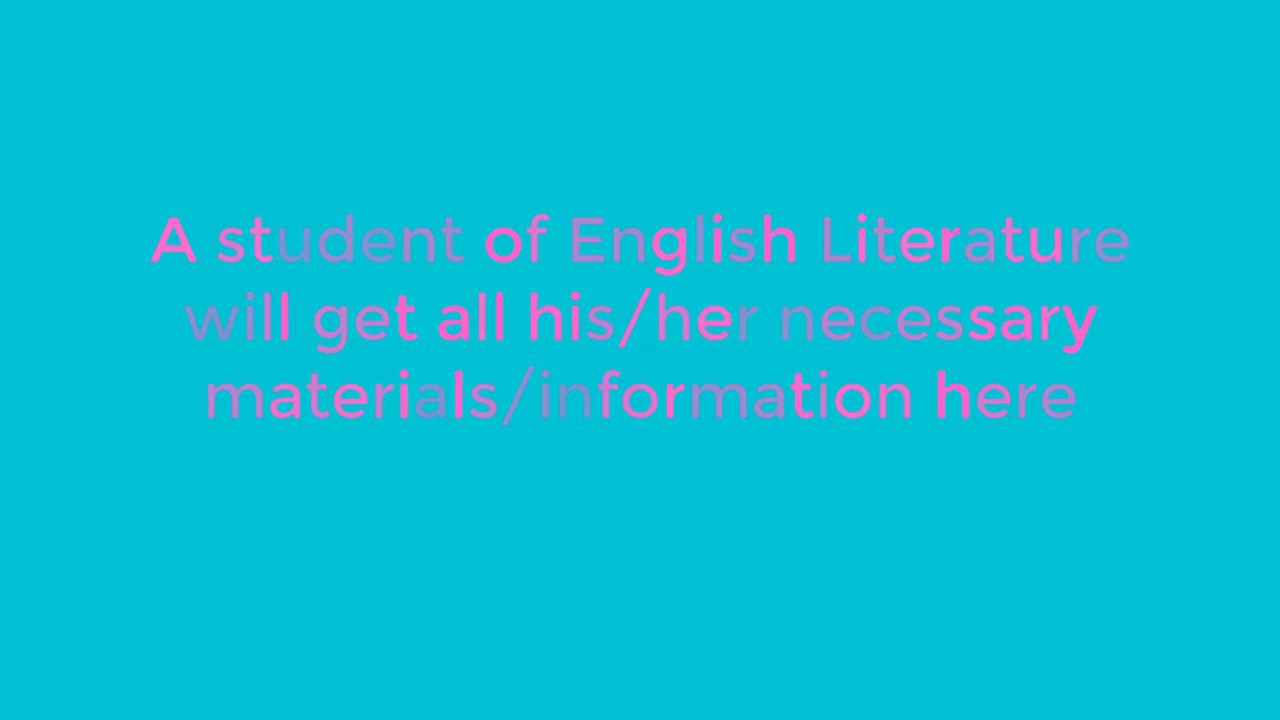 A student of English Literature
will get all his/her necessary
materials/information here